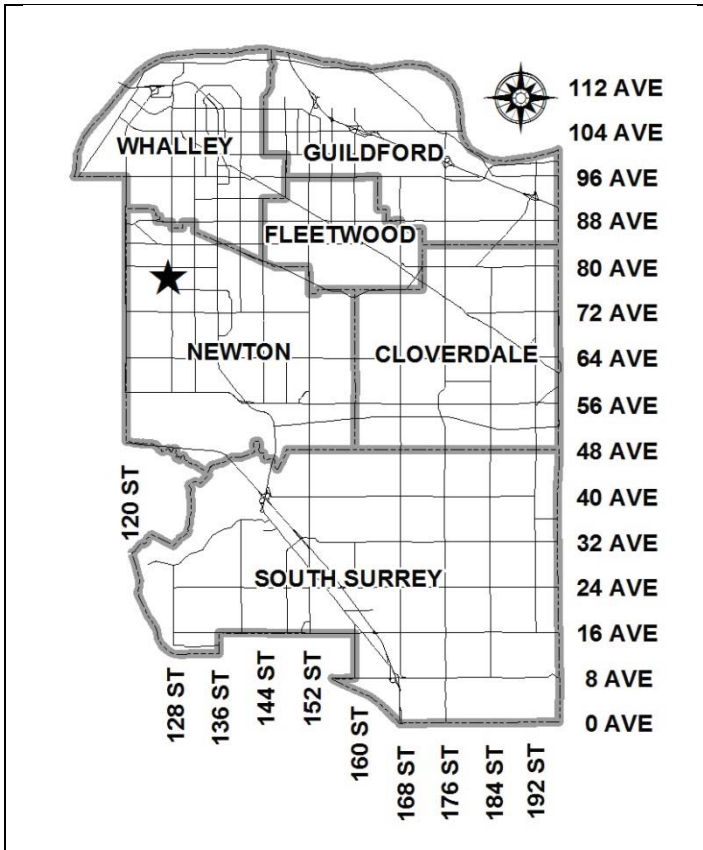 112 AVE
104 AVE
WHALLEY
GUILDFORD
96 AVE
88 AVE
FLEETWOOD
80 AVE
72 AVE
NEWTON
CLOVERDALE
64 AVE
56 AVE
48 AVE
120 ST
40 AVE
32 AVE
SOUTH SURREY
24 AVE
16 AVE
8 AVE
128 ST
136 ST
144 ST
152 ST
160 ST
0 AVE
168 ST
176 ST
184 ST
192 ST